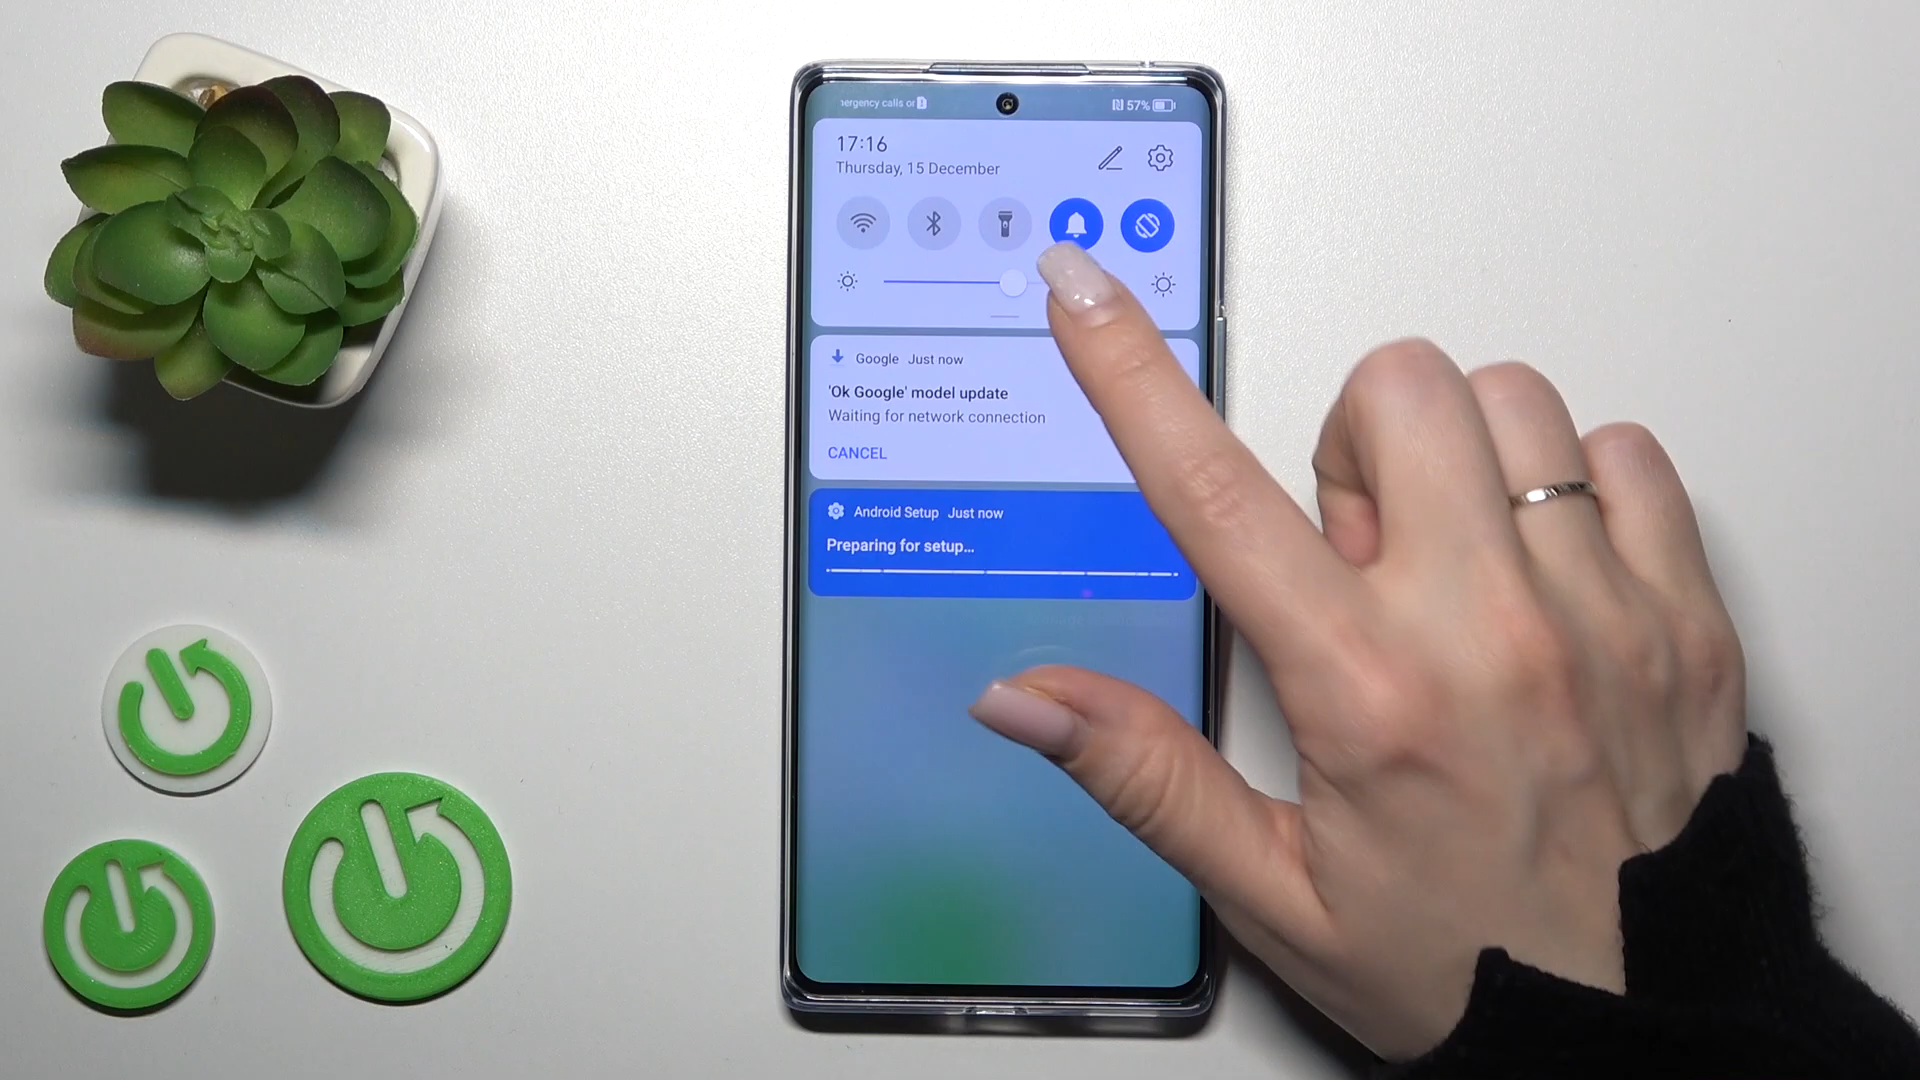 ergency calls or
57%
17:16
Thursday, 15 December
Google Just now
'Ok Google' model update
Waiting for network connection
CANCEL
Android Setup Just now
Preparing for setup...